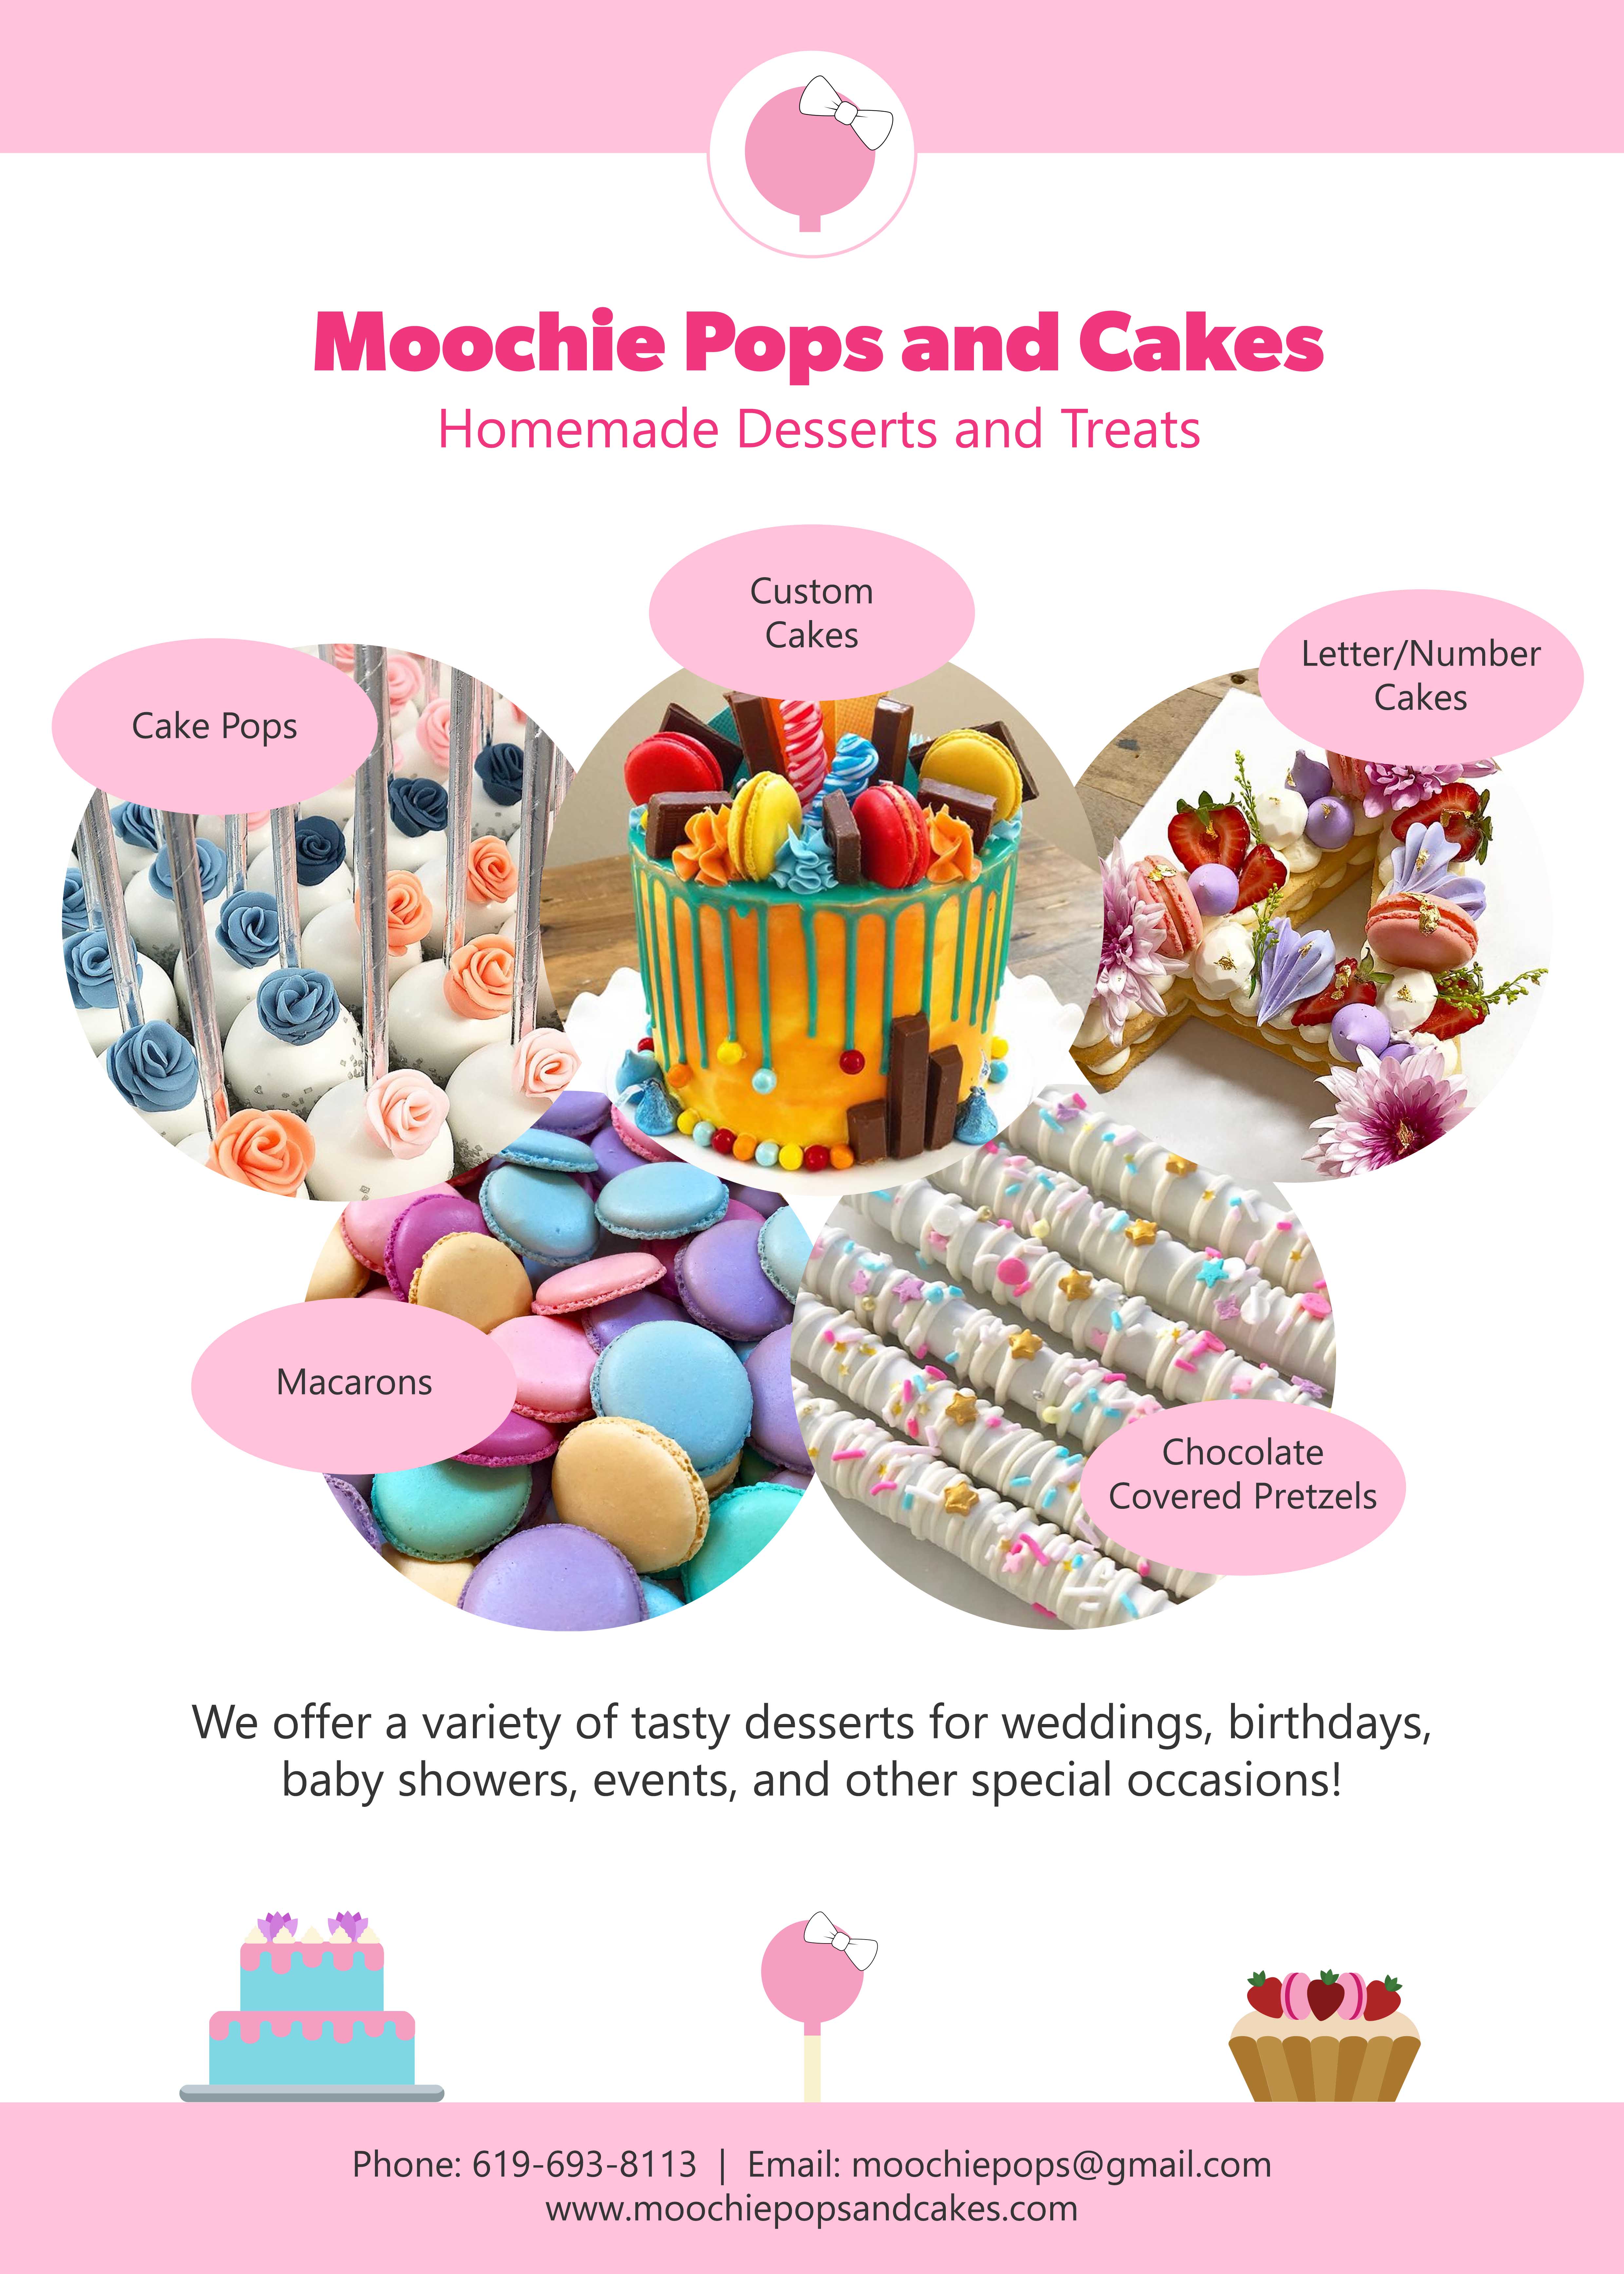 Moochie Pops and Cakes
Homemade Desserts and Treats
Custom
Cakes
Letter/Number
Cakes
Cake Pops
Macarons
Chocolate
Covered Pretzels
We offer a variety of tasty desserts for weddings, birthdays,
baby showers, events, and other special occasions!
Phone: 619-693-8113 | Email: moochiepops@gmail.com
www.moochiepopsandcakes.com